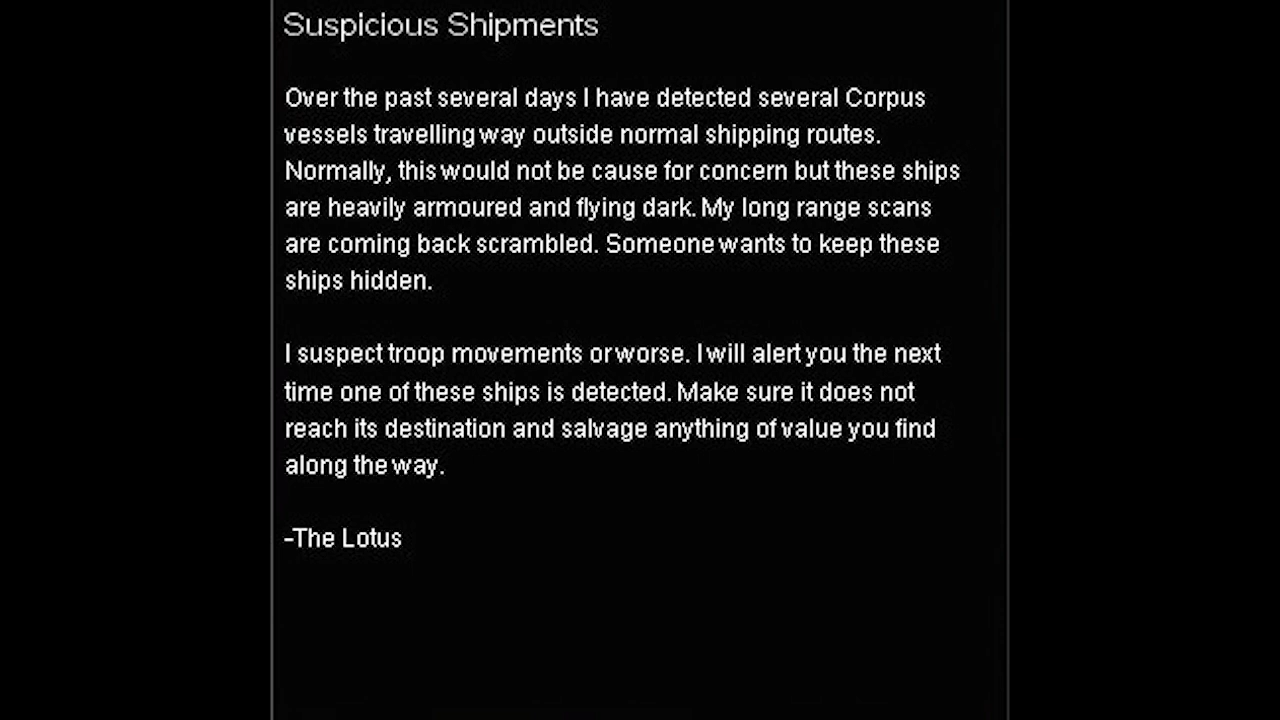 Suspicious Shipments
Over the past several days I have detected several Corpus
vessels travelling way outside normal shipping routes.
Normally, this would not be cause for concern but these ships
are heavily armoured and flying dark. My long range scans
are coming back scrambled. Someone wants to keep these
ships hidden.
I suspect troop movements or worse. I will alert you the next
time one of these ships is detected. Make sure it does not
reach its destination and salvage anything of value you find
along the way.
-The Lotus